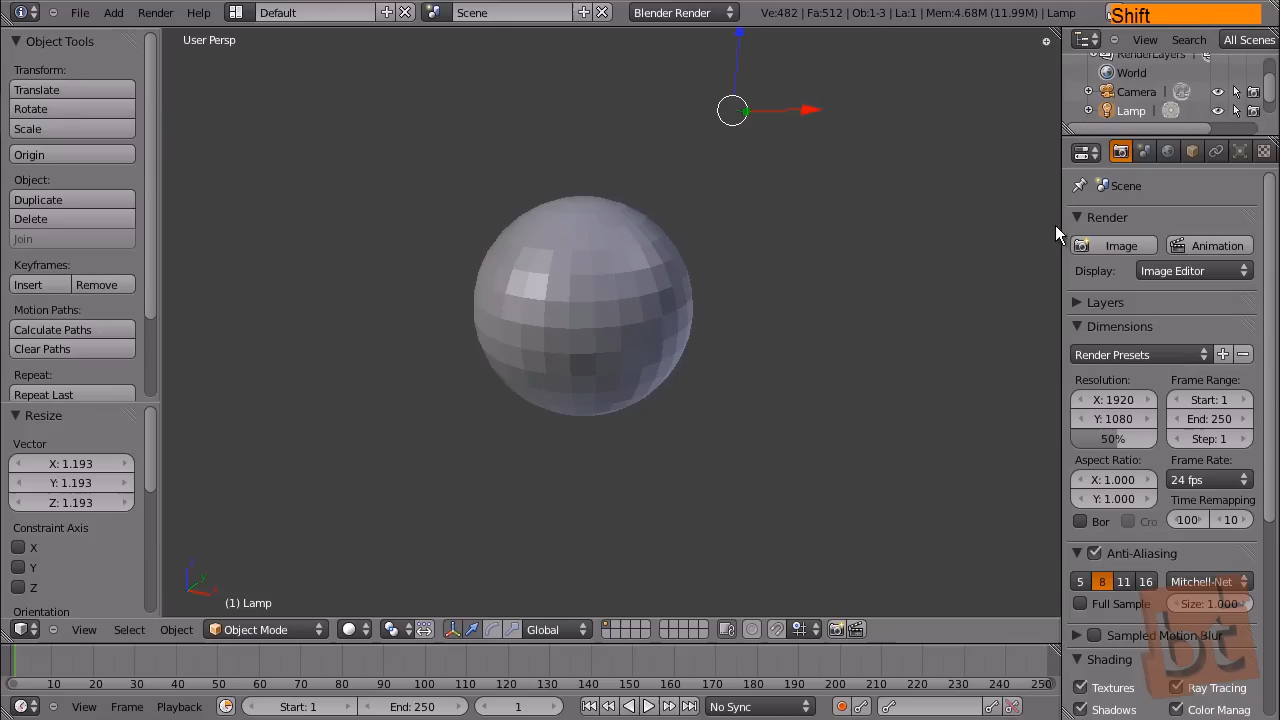 File Add Render Help Default Scene Blender Render Ve:482 | Fa:512 | Ob:1-3 | La:1 | Mem:4.68M (11.99M) | Lamp Shift
Object Tools
Transform:
Translate
Rotate
Scale
Origin
Object:
Duplicate
Delete
Join
Keyframes:
Insert Remove
Motion Paths:
Calculate Paths
Clear Paths
Repeat:
Repeat Last
Resize
Vector
X: 1.193
Y: 1.193
Z: 1.193
Constraint Axis
X
Y
Z
Orientation
User Persp
(1) Lamp
View Select Object Object Mode Global
10 20 30 40 50 60 70 80 90 100 110 120 130 140 150 160 170 180 190 200 210 220 230 240 250
View Frame Playback Start: 1 End: 250 1 No Sync
View Search All Scenes
RenderLayers
World
Camera
Lamp
Scene
Render
Image Animation
Display: Image Editor
Layers
Dimensions
Render Presets
Resolution: Frame Range:
X: 1920 Start: 1
Y: 1080 End: 250
50% Step: 1
Aspect Ratio: Frame Rate:
X: 1.000 24 fps
Y: 1.000 Time Remapping
Bor Cro 100 10
Anti-Aliasing
5 8 11 16 Mitchell-Net
Full Sample Size: 1.000
Sampled Motion Blur
Shading
Textures Ray Tracing
Shadows Color Manag
bt